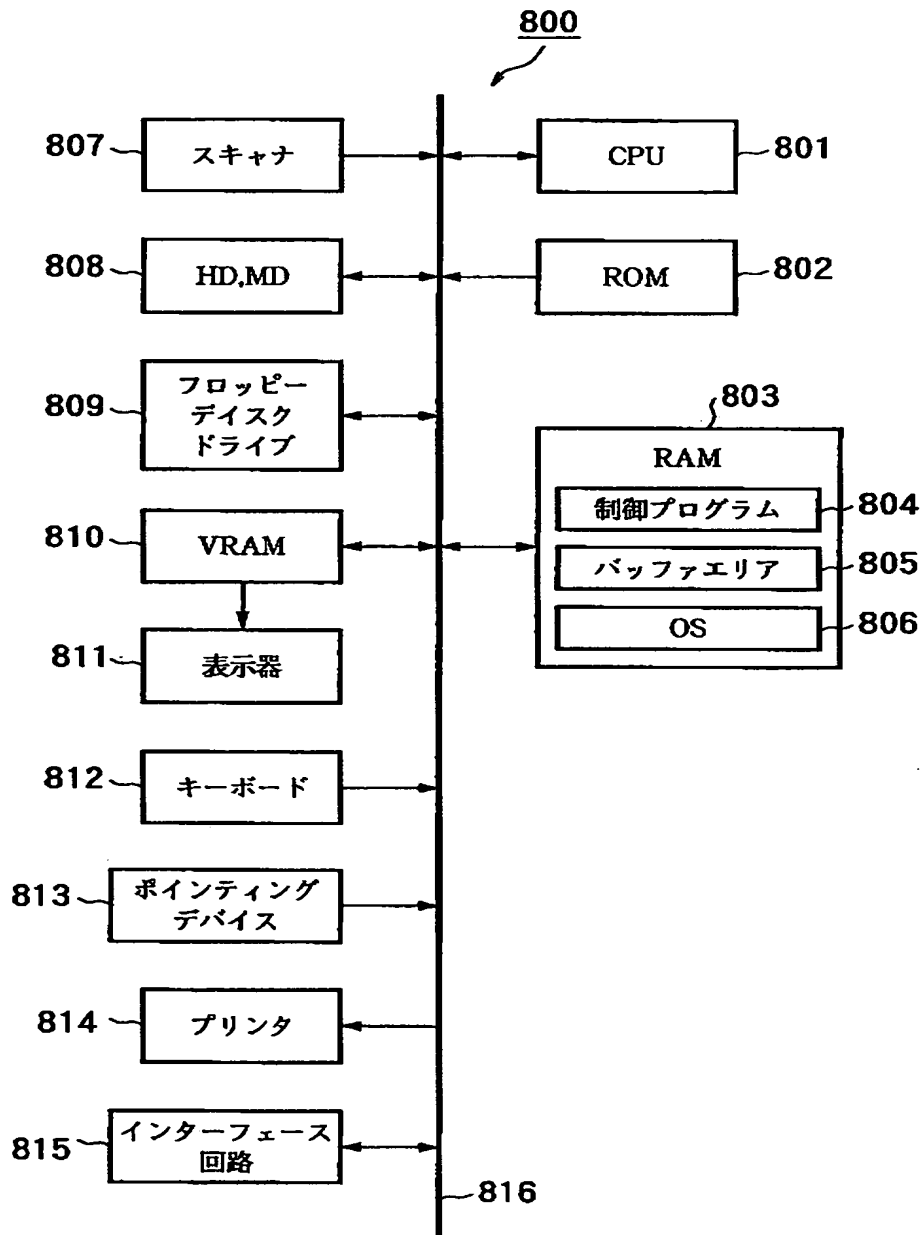 800
807
スキャナ
CPU
801
808
HD,MD
ROM
802
809
フロッピー
デイスク
ドライブ
803
RAM
制御プログラム
804
バッファエリア
805
OS
806
810
VRAM
811
表示器
812
キーボード
813
ポインティング
デバイス
814
プリンタ
815
インターフェース
回路
816